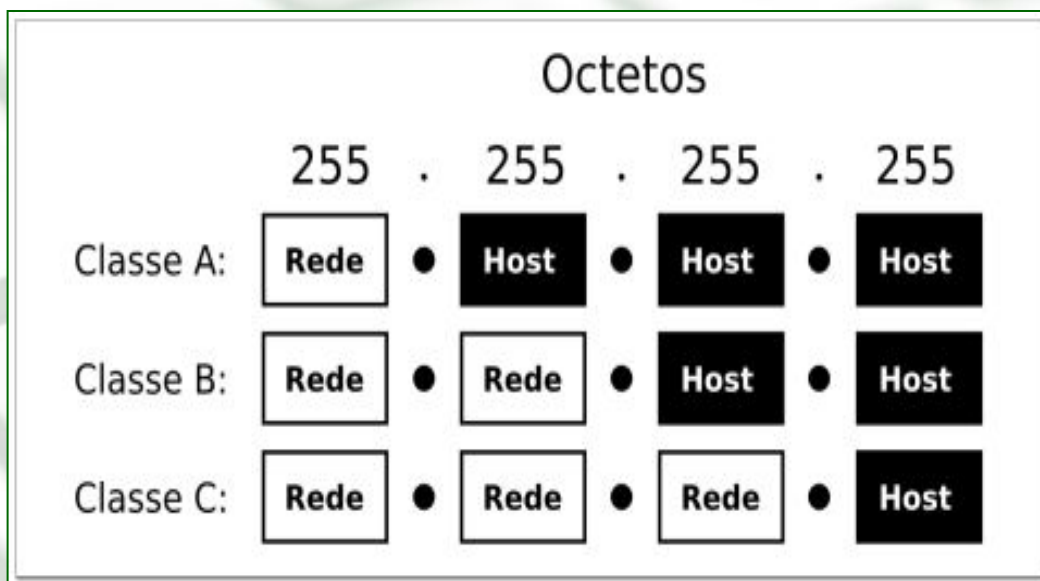 Octetos
255 . 255 . 255 . 255
Classe A: Rede • Host • Host • Host
Classe B: Rede • Rede • Host • Host
Classe C: Rede • Rede • Rede • Host